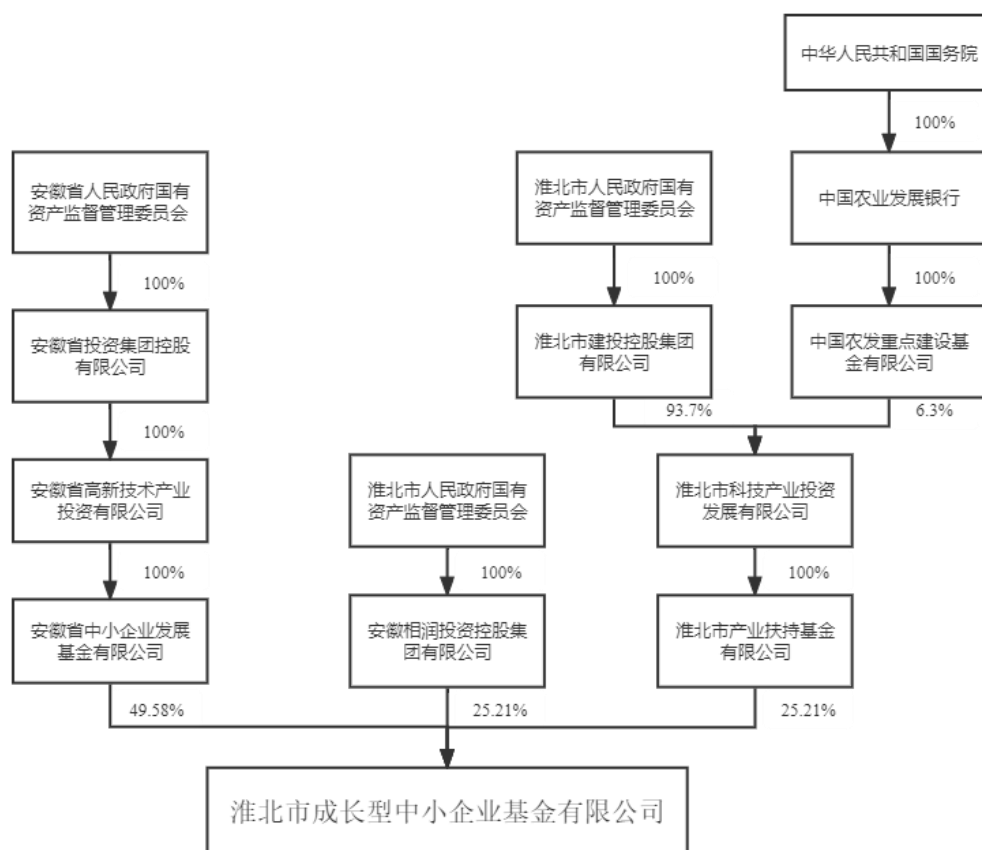 中华人民共和国国务院
100%
安徽省人民政府国有
资产监督管理委员会
淮北市人民政府国有
资产监督管理委员会
中国农业发展银行
100%
100%
100%
安徽省投资集团控股
有限公司
淮北市建投控股集团
有限公司
中国农发重点建设基
金有限公司
100%
93.7%
6.3%
安徽省高新技术产业
投资有限公司
淮北市人民政府国有
资产监督管理委员会
淮北市科技产业投资
发展有限公司
100%
100%
100%
安徽省中小企业发展
基金有限公司
安徽相润投资控股集
团有限公司
淮北市产业扶持基金
有限公司
49.58%
25.21%
25.21%
淮北市成长型中小企业基金有限公司